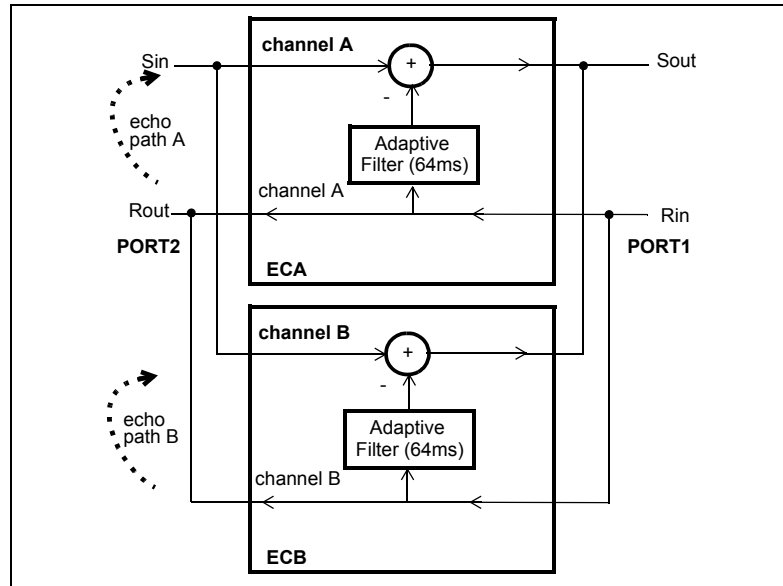 channel A
Sin
+
Sout
-
echo
path A
Adaptive
Filter (64ms)
channel A
Rout
Rin
PORT2
PORT1
ECA
channel B
+
-
echo
path B
Adaptive
Filter (64ms)
channel B
ECB